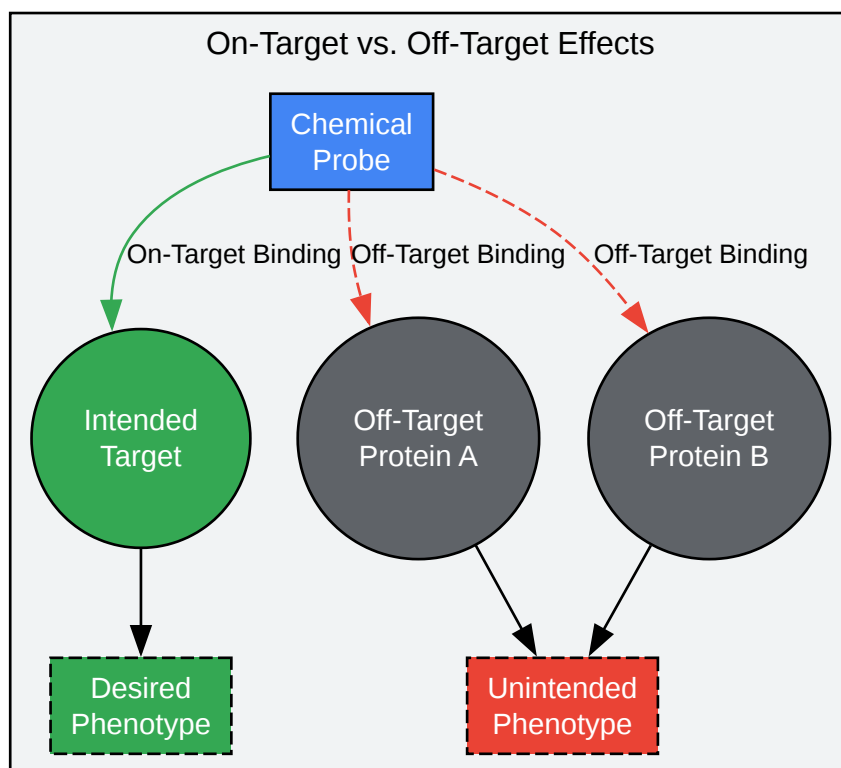 On-Target vs. Off-Target Effects
Chemical
Probe
On-Target Binding
Off-Target Binding
Off-Target Binding
Intended
Target
Off-Target
Protein A
Off-Target
Protein B
Desired
Phenotype
Unintended
Phenotype